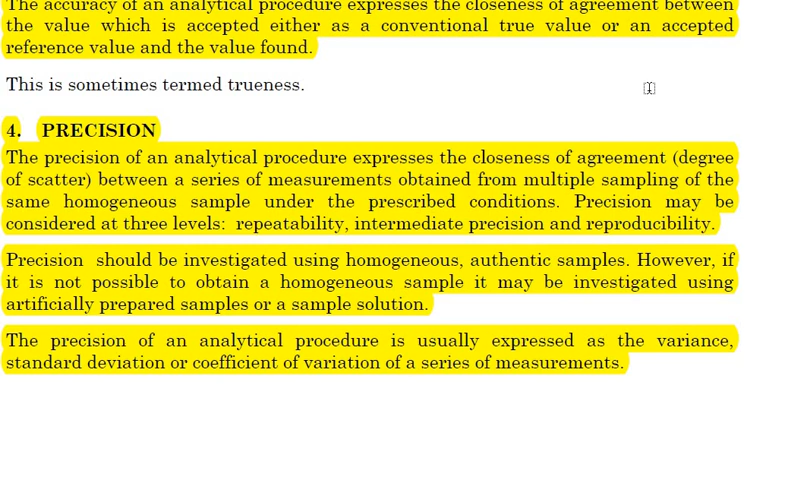 The accuracy of an analytical procedure expresses the closeness of agreement between
the value which is accepted either as a conventional true value or an accepted
reference value and the value found.
This is sometimes termed trueness.
4. PRECISION
The precision of an analytical procedure expresses the closeness of agreement (degree
of scatter) between a series of measurements obtained from multiple sampling of the
same homogeneous sample under the prescribed conditions. Precision may be
considered at three levels: repeatability, intermediate precision and reproducibility.
Precision should be investigated using homogeneous, authentic samples. However, if
it is not possible to obtain a homogeneous sample it may be investigated using
artificially prepared samples or a sample solution.
The precision of an analytical procedure is usually expressed as the variance,
standard deviation or coefficient of variation of a series of measurements.